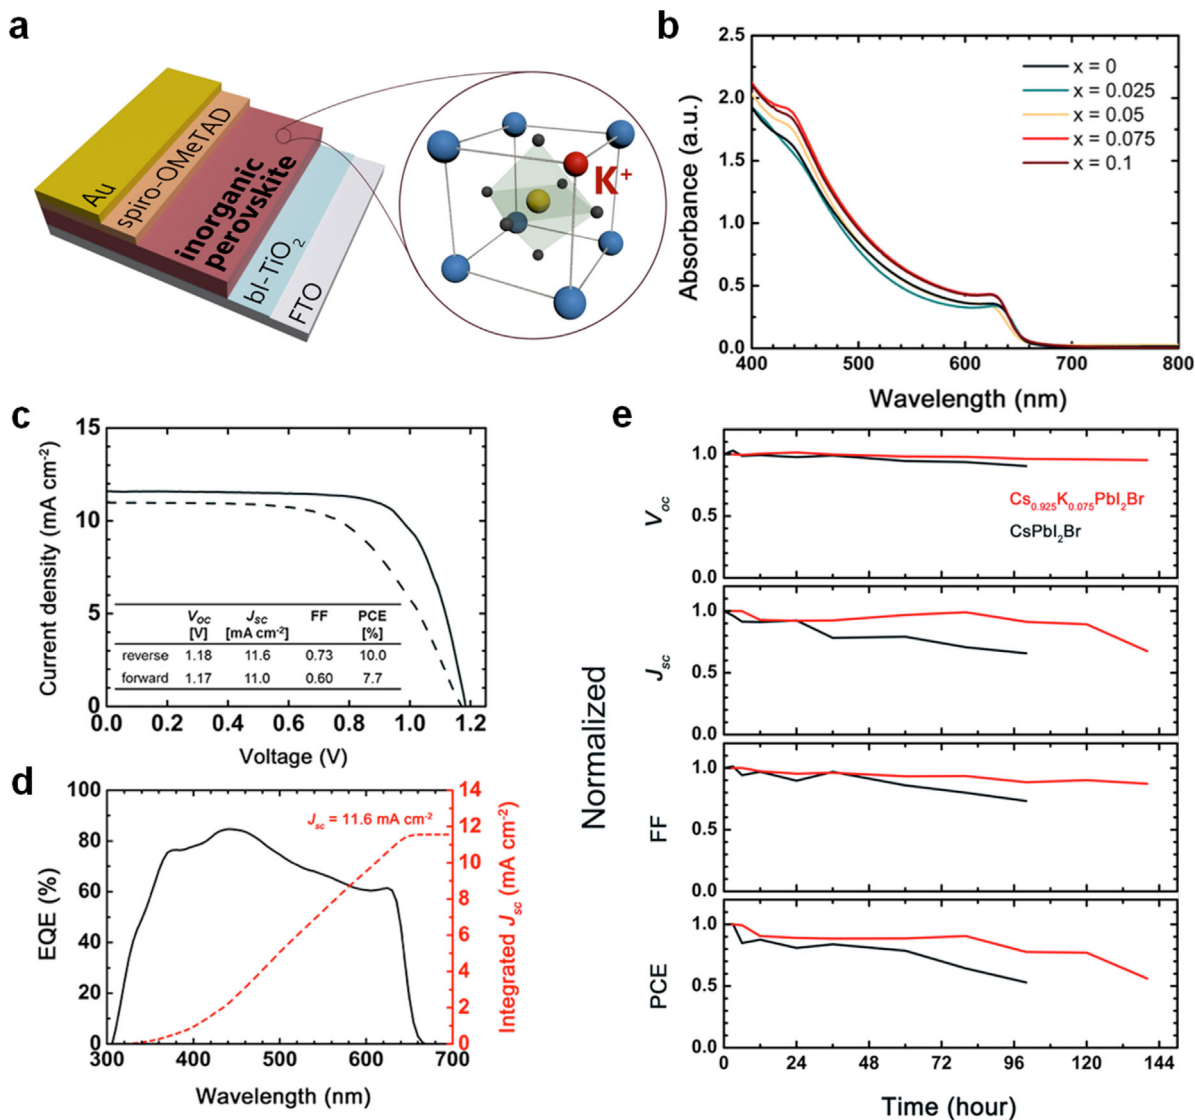 a
Au
spiro-OMeTAD
inorganic
perovskite
bl-TiO₂
FTO
K⁺
b
Absorbance (a.u.)
2.5
2.0
1.5
1.0
0.5
0.0
400 500 600 700 800
Wavelength (nm)
x = 0
x = 0.025
x = 0.05
x = 0.075
x = 0.1
c
Current density (mA cm⁻²)
15
10
5
0
0.0 0.2 0.4 0.6 0.8 1.0 1.2
Voltage (V)
V_OC J_SC FF PCE
[V] [mA cm⁻²] [%]
reverse 1.18 11.6 0.73 10.0
forward 1.17 11.0 0.60 7.7
d
EQE (%)
100
80
60
40
20
0
300 400 500 600 700
Wavelength (nm)
J_sc = 11.6 mA cm⁻²
14
12
10
8
6
4
2
0
Integrated J_sc (mA cm⁻²)
e
Normalized
V_oc
1.0
0.5
0.0
Cs₀.₉₂₅K₀.₀₇₅PbI₂Br
CsPbI₂Br
J_sc
1.0
0.5
0.0
FF
1.0
0.5
0.0
PCE
1.0
0.5
0.0
0 24 48 72 96 120 144
Time (hour)